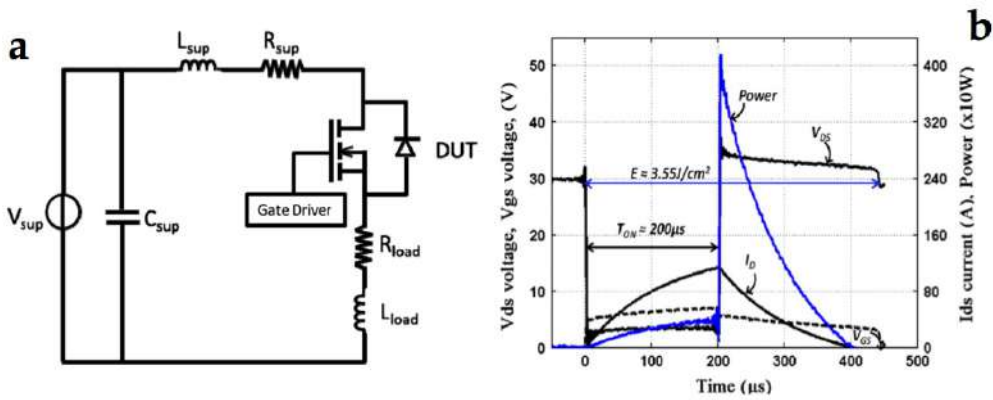 a
L_sup
R_sup
DUT
Gate Driver
V_sup
C_sup
R_load
L_load
b
Vds voltage, Vgs voltage, (V)
50
40
30
20
10
0
Power
V_DS
E = 3.55J/cm²
T_ON = 200µs
I_D
V_GS
400
320
240
160
80
40
0
Ids current (A), Power (x10W)
0
100
200
300
400
500
Time (µs)